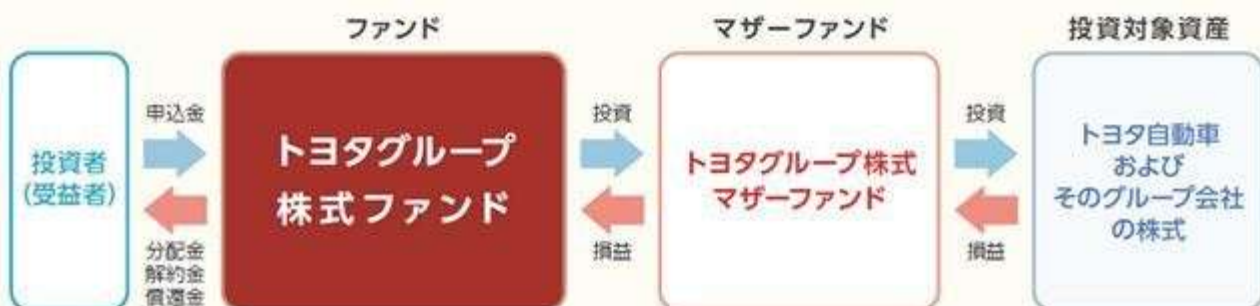 ファンド
マザーファンド
投資対象資産
投資者
(受益者)
申込金
分配金
解約金
償還金
トヨタグループ
株式ファンド
投資
損益
トヨタグループ株式
マザーファンド
投資
損益
トヨタ自動車
および
そのグループ会社
の株式